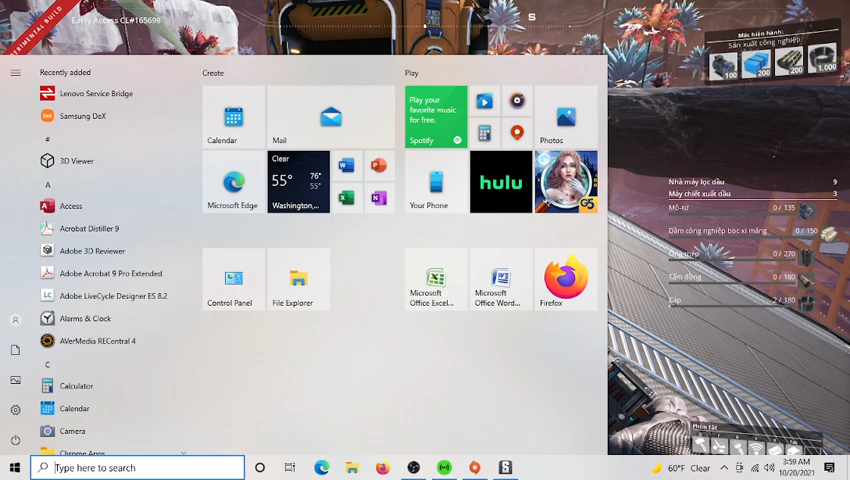 EXPERIMENTAL BUILD
Early Access CL#165698
S
Mốc hiện hành:
Sản xuất công nghiệp
100
200
200
1.000
Recently added
Lenovo Service Bridge
Samsung DeX
#
3D Viewer
A
Access
Acrobat Distiller 9
Adobe 3D Reviewer
Adobe Acrobat 9 Pro Extended
Adobe LiveCycle Designer ES 8.2
Alarms & Clock
AVerMedia RECentral 4
C
Calculator
Calendar
Camera
Chrome Apps
Create
Calendar
Mail
Microsoft Edge
Clear
55°
76°
55°
Washington,...
Control Panel
File Explorer
Play
Play your
favorite music
for free.
Spotify
Photos
Your Phone
hulu
G5
Microsoft
Office Excel...
Microsoft
Office Word...
Firefox
Nhà máy lọc dầu 9
Máy chiết xuất dầu 3
Mô-tơ 0 / 135
Dầm công nghiệp bọc xi măng 0 / 150
Ống thép 0 / 270
Tấm đồng 0 / 180
Sáp 2 / 180
Phím tắt
Type here to search
60°F Clear
3:59 AM
10/20/2021